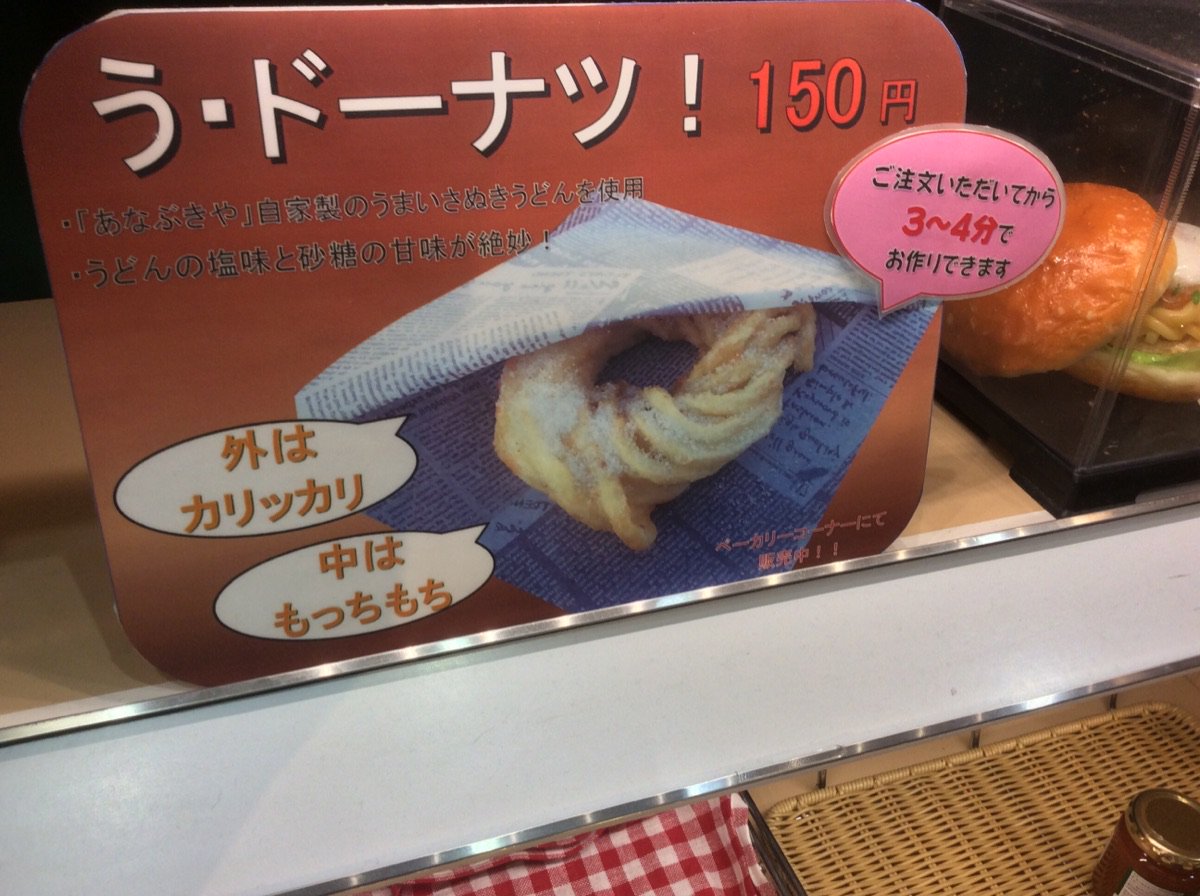 う・ドーナツ！ 150円
・「あなぶきや」自家製のうまいさぬきうどんを使用
・うどんの塩味と砂糖の甘味が絶妙！
ご注文いただいてから
3～4分で
お作りできます
外は
カリッカリ
中は
もっちもち
ベーカリーコーナーにて
販売中！！